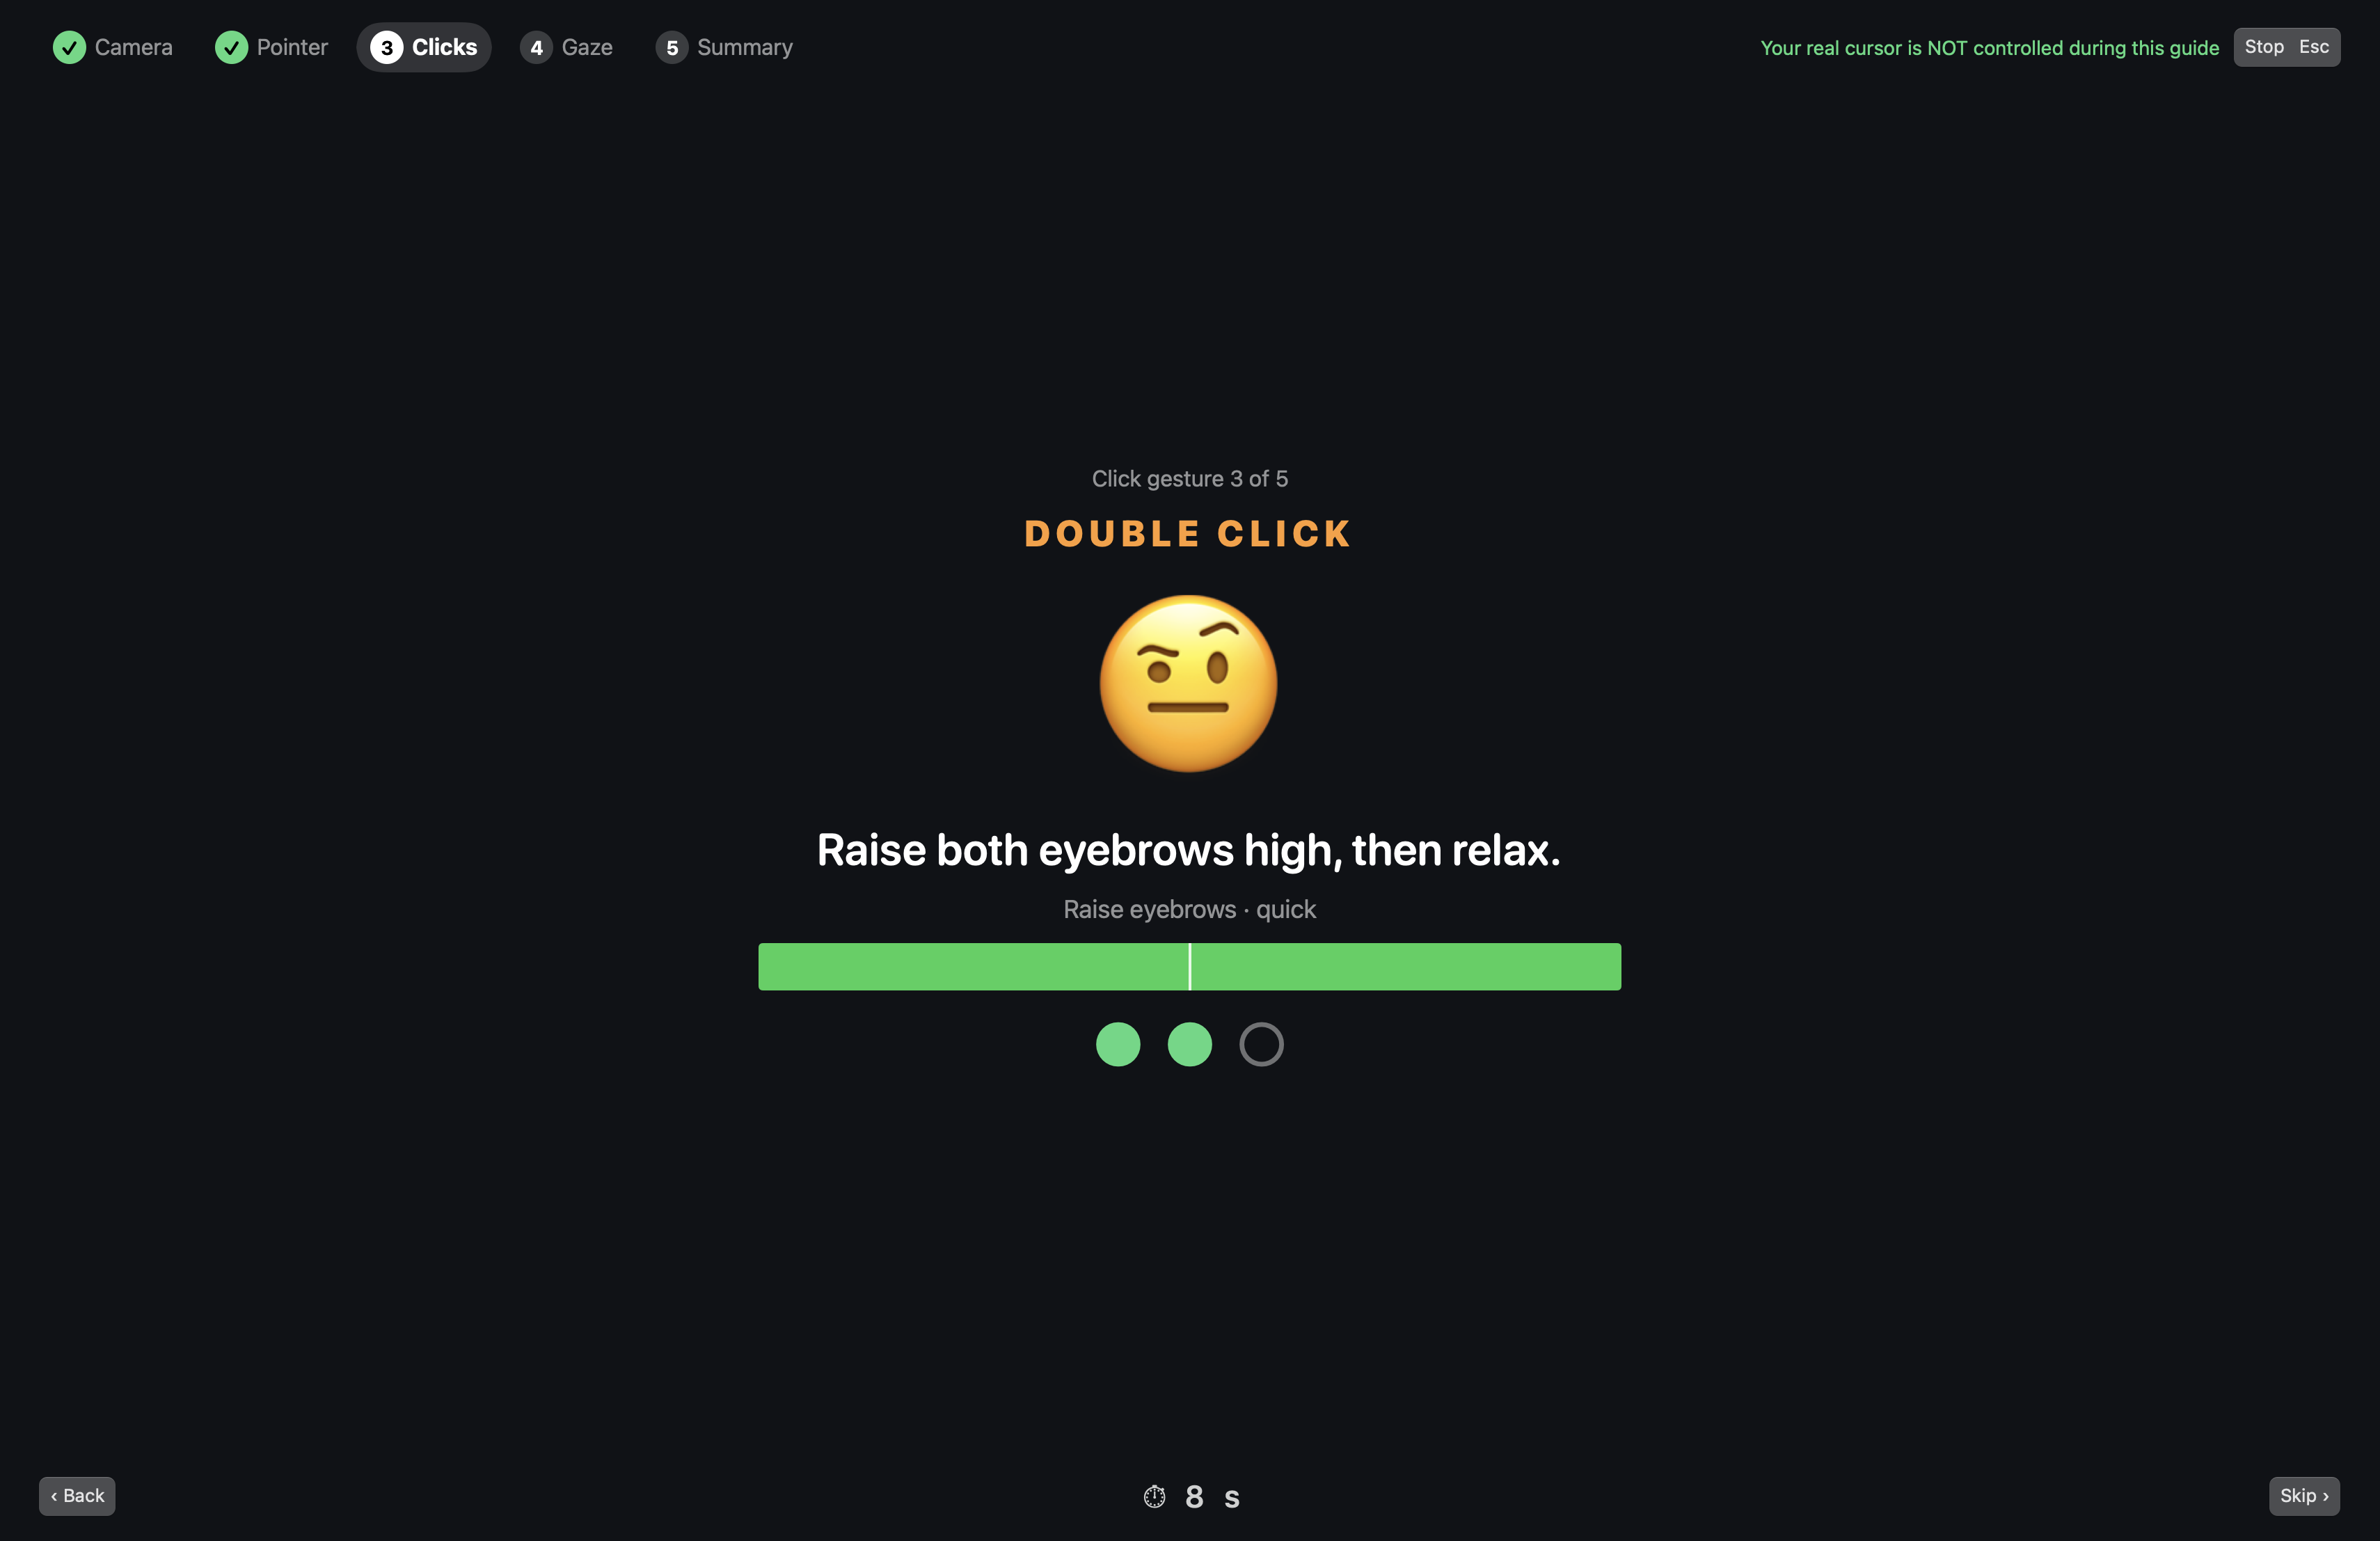 Camera
Pointer
3 Clicks
4 Gaze
5 Summary
Your real cursor is NOT controlled during this guide
Stop Esc
Click gesture 3 of 5
DOUBLE CLICK
Raise both eyebrows high, then relax.
Raise eyebrows · quick
‹ Back
8 s
Skip ›